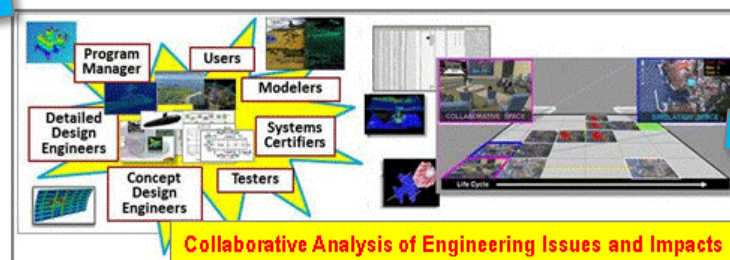 Program
Manager
Users
Modelers
Detailed
Design
Engineers
Systems
Certifiers
Concept
Design
Engineers
Testers
COLLABORATIVE SPACE
SIMULATION SPACE
Life Cycle
Collaborative Analysis of Engineering Issues and Impacts